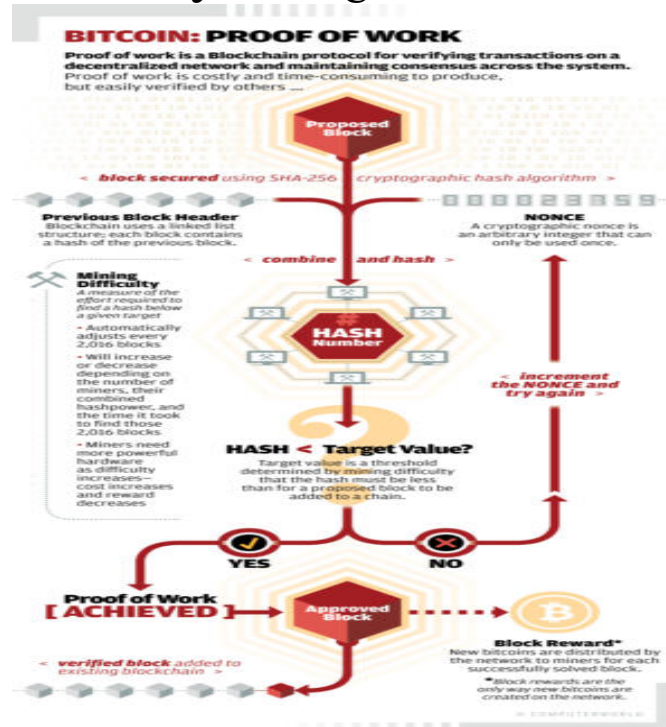 BITCOIN: PROOF OF WORK
Proof of work is a Blockchain protocol for verifying transactions on a
decentralized network and maintaining consensus across the system.
Proof of work is costly and time-consuming to produce,
but easily verified by others ...
Proposed
Block
< block secured using SHA-256 cryptographic hash algorithm >
Previous Block Header
Blockchain uses a linked list
structure; each block contains
a hash of the previous block.
000023759
NONCE
A cryptographic nonce is
an arbitrary integer that can
only be used once.
< combine and hash >
Mining
Difficulty
A measure of the
effort required to
find a hash below
a given target
• Automatically
adjusts every
2,016 blocks
• Will increase
or decrease
depending on
the number of
miners, their
combined
hashpower, and
the time it took
to find those
2,016 blocks
• Miners need
more powerful
hardware
as difficulty
increases—
cost increases
and reward
decreases
#
HASH
Number
< increment
the NONCE and
try again >
?
HASH < Target Value?
Target value is a threshold
determined by mining difficulty
that the hash must be less
than for a proposed block to be
added to a chain.
YES
NO
Proof of Work
[ ACHIEVED ]
Approved
Block
Block Reward*
New bitcoins are distributed by
the network to miners for each
successfully solved block.
*Block rewards are the
only way new bitcoins are
created on the network.
< verified block added to
existing blockchain >
© COMPUTERWORLD